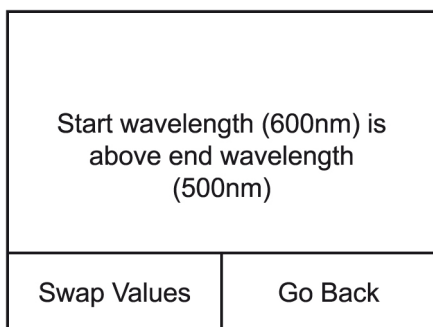 Start wavelength (600nm) is
above end wavelength
(500nm)
Swap Values
Go Back